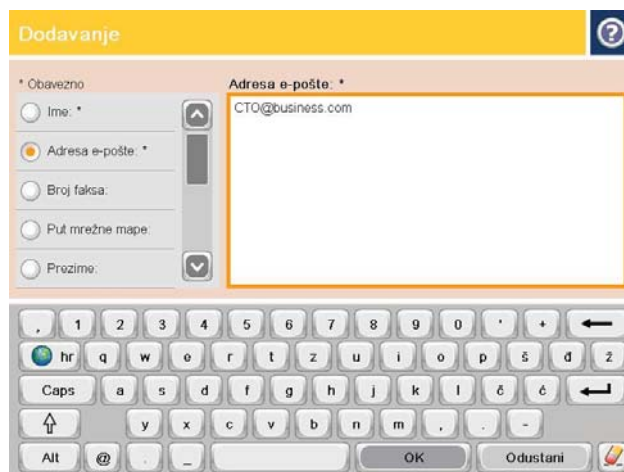 Dodavanje ?
* Obavezno
Ime: *
Adresa e-pošte: *
Broj faksa:
Put mrežne mape:
Prezime:
Adresa e-pošte: *
CTO@business.com
, 1 2 3 4 5 6 7 8 9 0 ' +
hr q w e r t z u i o p š đ ž
Caps a s d f g h j k l č ć
y x c v b n m , . -
Alt @ . _ OK Odustani